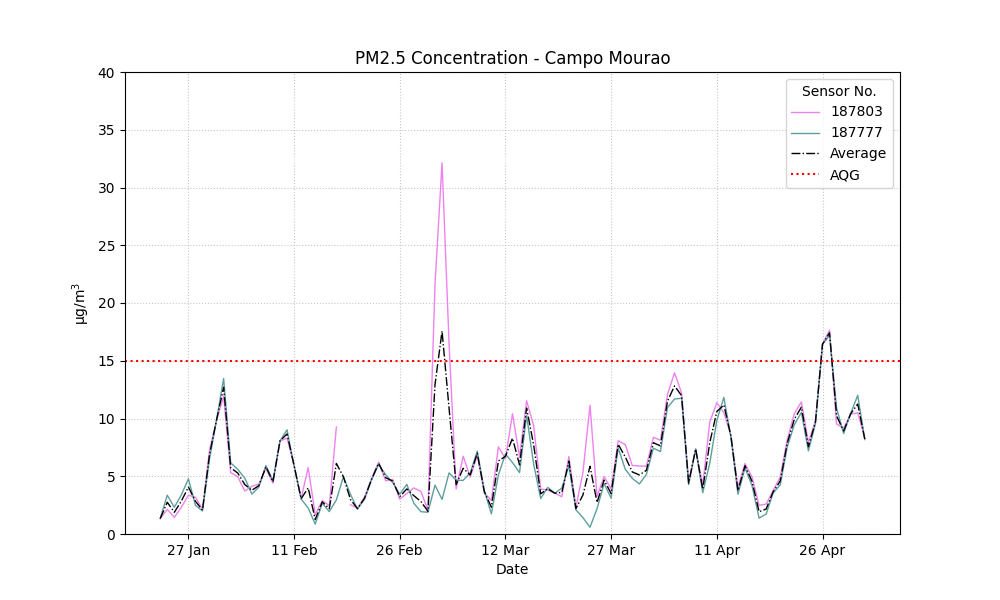 PM2.5 Concentration - Campo Mourao
40
35
30
25
20
15
10
5
0
µg/m³
27 Jan
11 Feb
26 Feb
12 Mar
27 Mar
11 Apr
26 Apr
Date
Sensor No.
187803
187777
Average
AQG